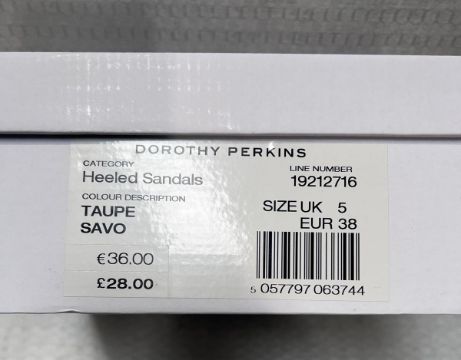 DOROTHY PERKINS
CATEGORY
Heeled Sandals
LINE NUMBER
19212716
COLOUR DESCRIPTION
TAUPE
SAVO
SIZE UK 5
EUR 38
€36.00
£28.00
5 057797 063744